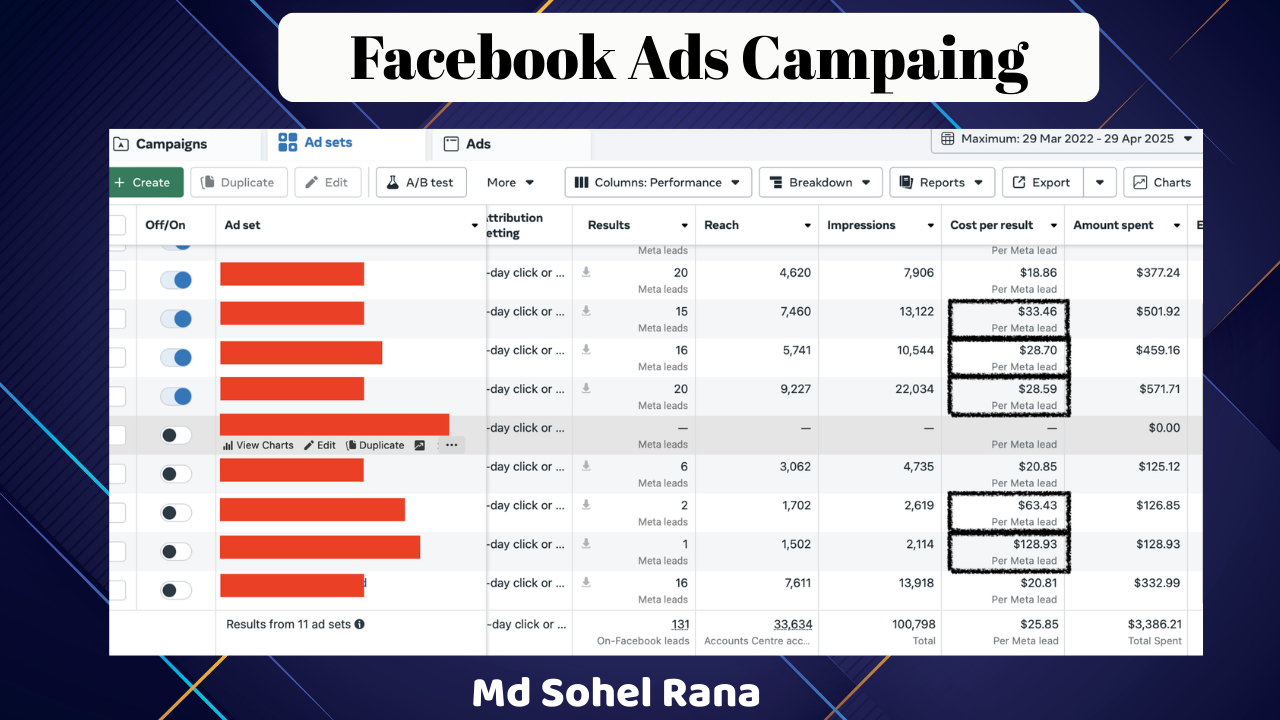 Facebook Ads Campaing
Campaigns
Ad sets
Ads
Maximum: 29 Mar 2022 - 29 Apr 2025
+ Create
Duplicate
Edit
A/B test
More
Columns: Performance
Breakdown
Reports
Export
Charts
Off/On
Ad set
ttribution
etting
Results
Reach
Impressions
Cost per result
Amount spent
E
Meta leads
Per Meta lead
-day click or ... 20 4,620 7,906 $18.86 $377.24
Meta leads Per Meta lead
-day click or ... 15 7,460 13,122 $33.46 $501.92
Meta leads Per Meta lead
-day click or ... 16 5,741 10,544 $28.70 $459.16
Meta leads Per Meta lead
-day click or ... 20 9,227 22,034 $28.59 $571.71
Meta leads Per Meta lead
-day click or ... — — — — $0.00
View Charts Edit Duplicate ... Meta leads Per Meta lead
-day click or ... 6 3,062 4,735 $20.85 $125.12
Meta leads Per Meta lead
-day click or ... 2 1,702 2,619 $63.43 $126.85
Meta leads Per Meta lead
-day click or ... 1 1,502 2,114 $128.93 $128.93
Meta leads Per Meta lead
d -day click or ... 16 7,611 13,918 $20.81 $332.99
Meta leads Per Meta lead
Results from 11 ad sets -day click or ... 131 33,634 100,798 $25.85 $3,386.21
On-Facebook leads Accounts Centre acc... Total Per Meta lead Total Spent
Md Sohel Rana